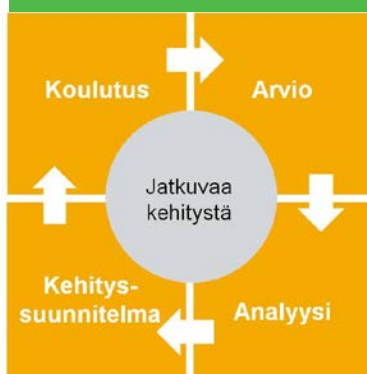 Koulutus
Arvio
Jatkuvaa
kehitystä
Kehitys-
suunnitelma
Analyysi